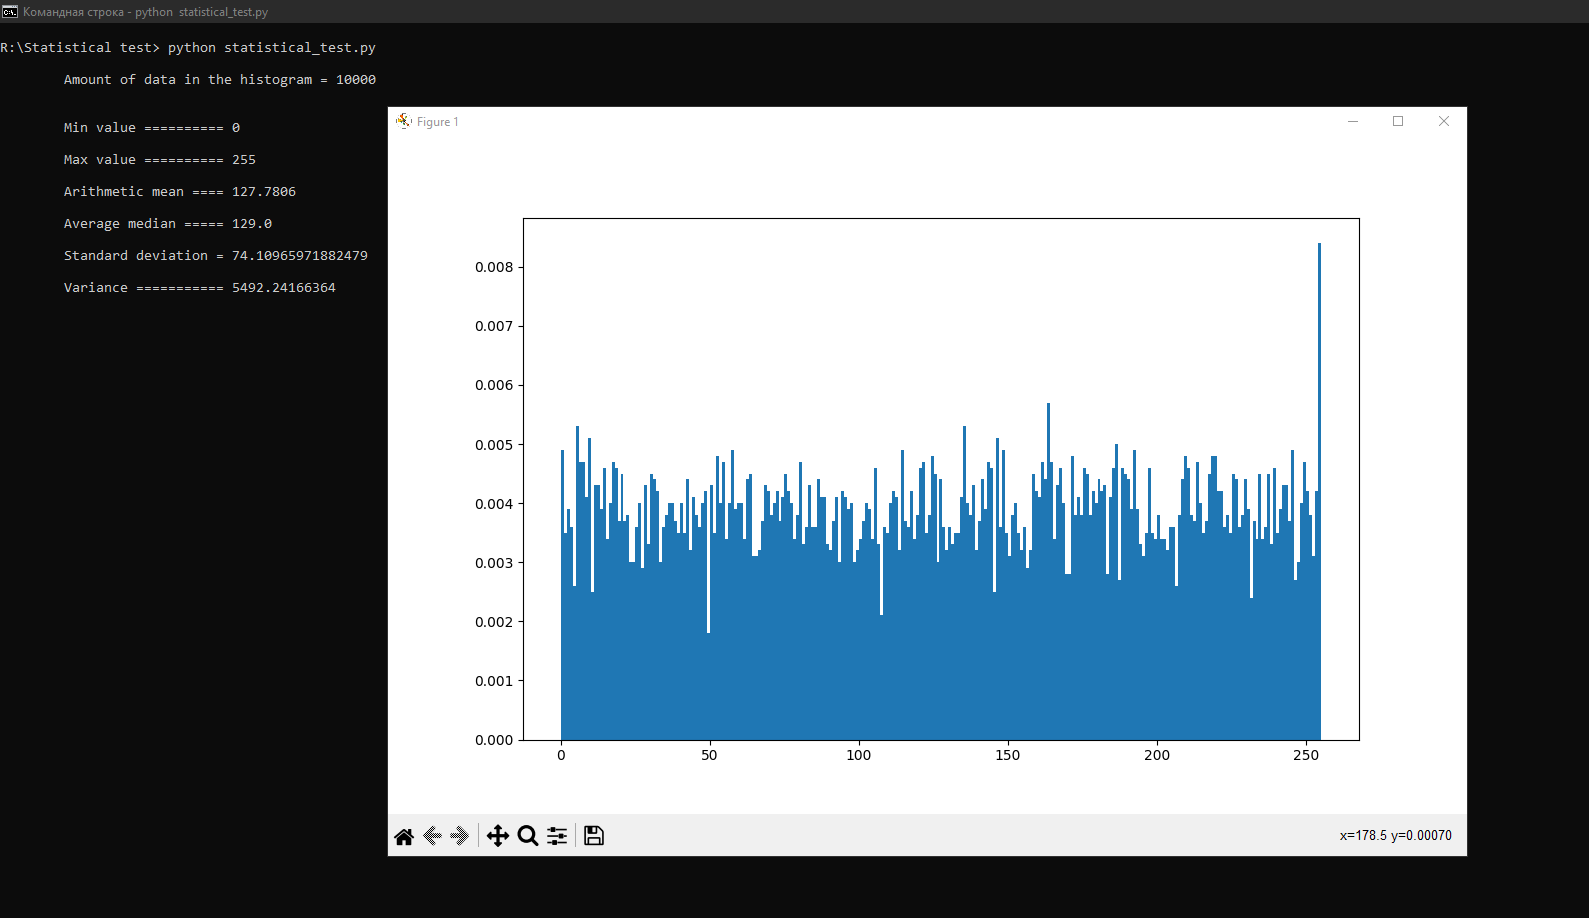 Командная строка - python  statistical_test.py
R:\Statistical test> python statistical_test.py
Amount of data in the histogram = 10000
Min value ========== 0
Max value ========== 255
Arithmetic mean ==== 127.7806
Average median ===== 129.0
Standard deviation = 74.10965971882479
Variance =========== 5492.24166364
Figure 1
0.008
0.007
0.006
0.005
0.004
0.003
0.002
0.001
0.000
0 50 100 150 200 250
x=178.5 y=0.00070